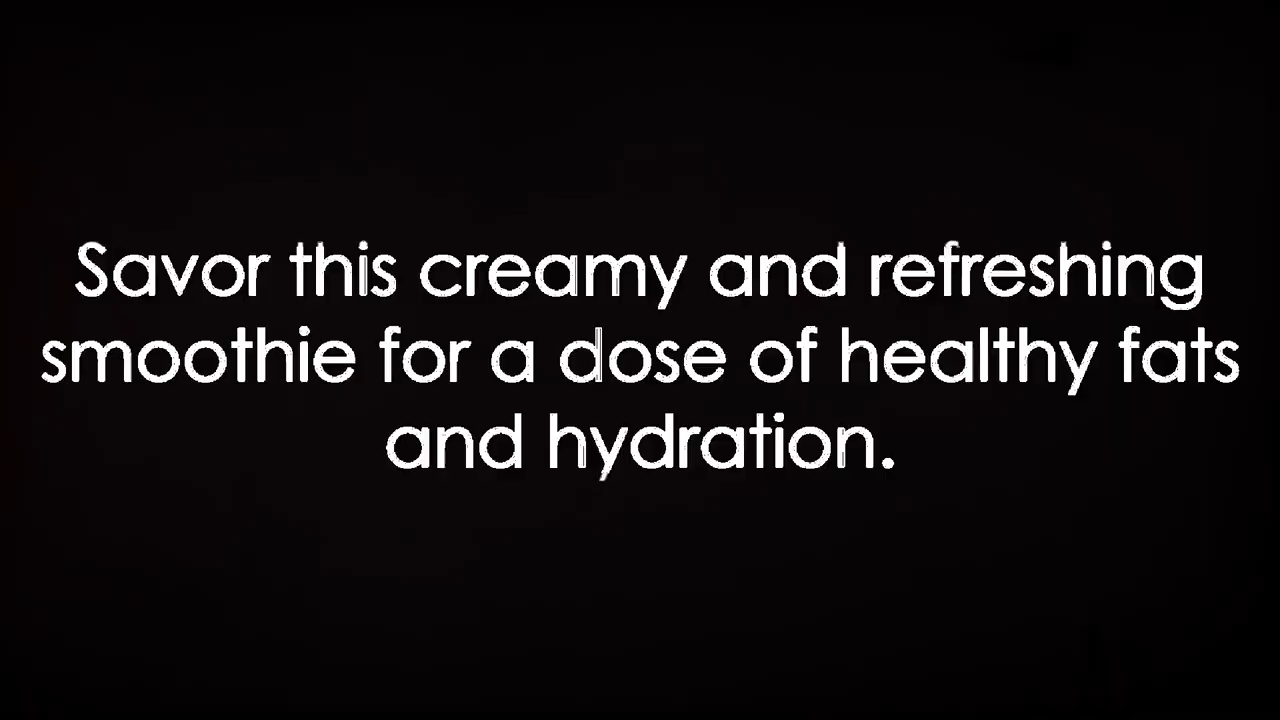 Savor this creamy and refreshing
smoothie for a dose of healthy fats
and hydration.